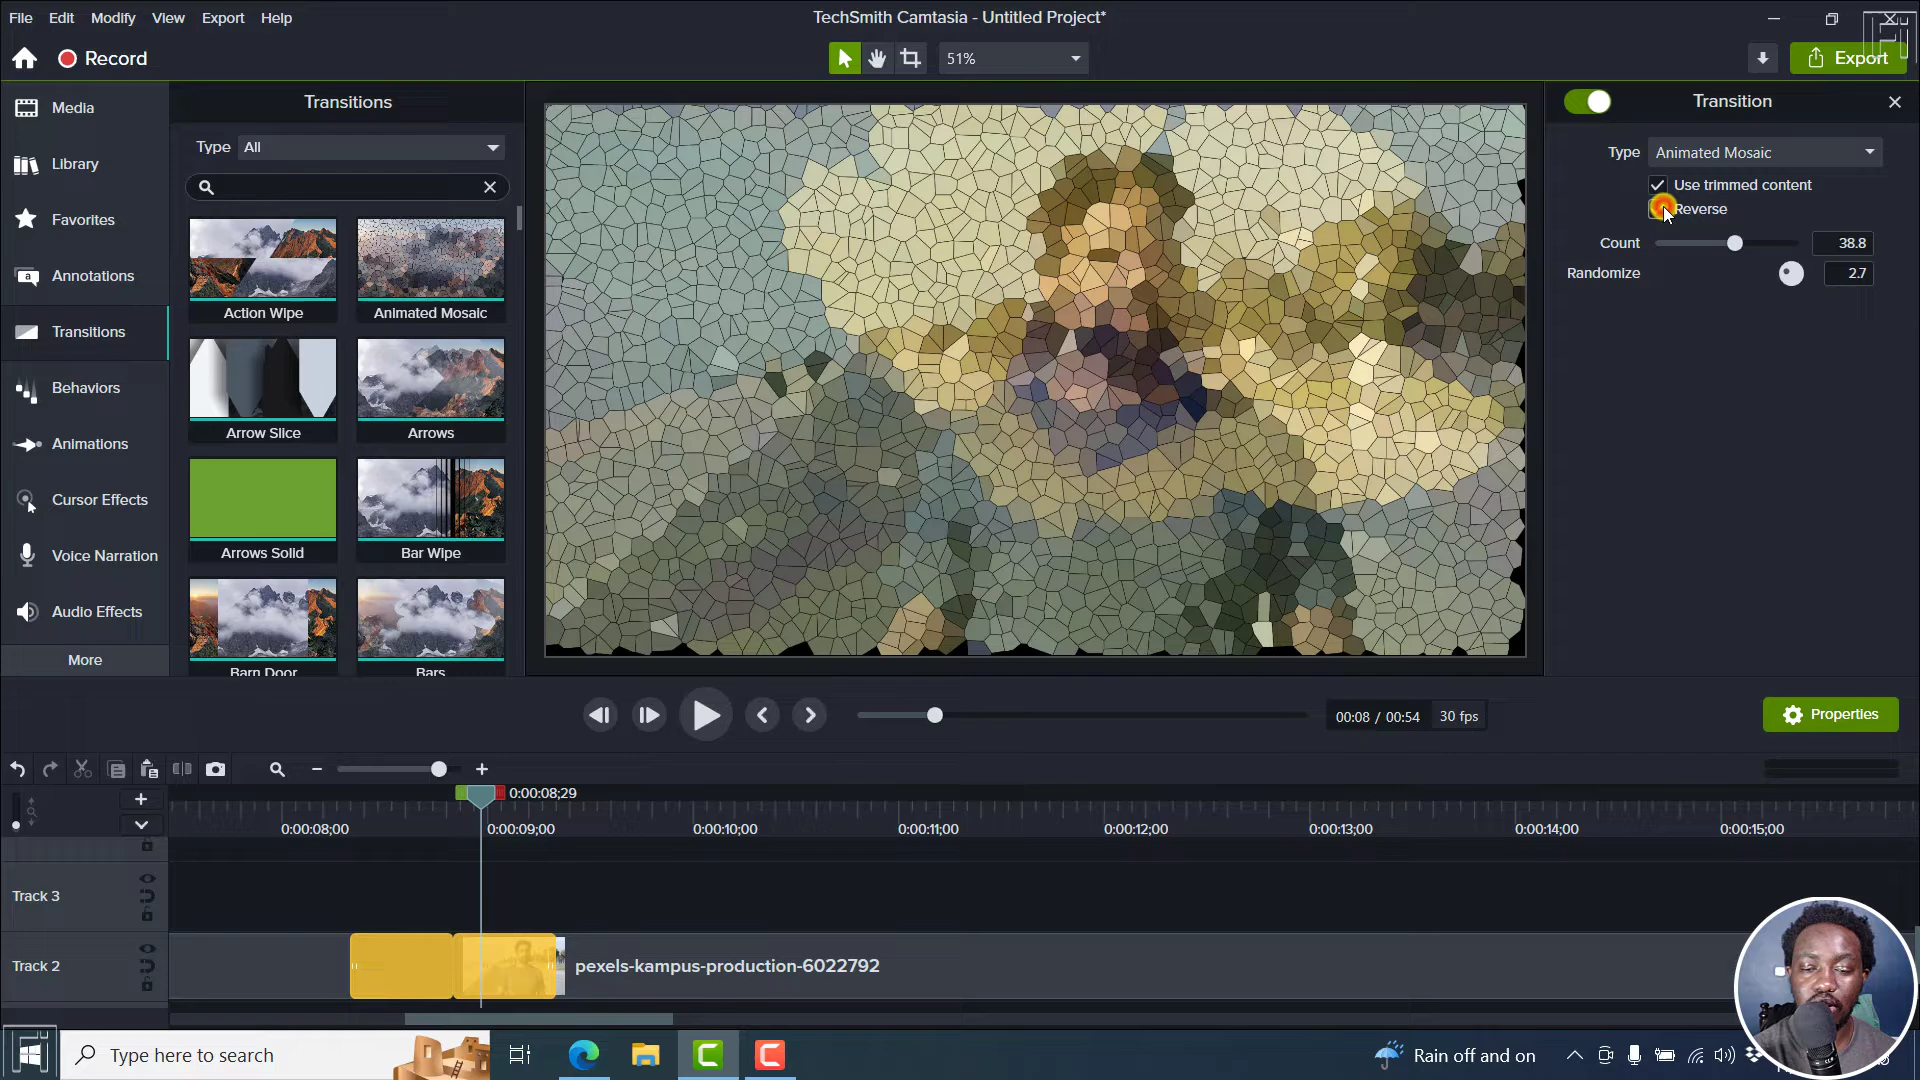 File Edit Modify View Export Help
TechSmith Camtasia - Untitled Project*
Record
51%
Export
Media
Library
Favorites
Annotations
Transitions
Behaviors
Animations
Cursor Effects
Voice Narration
Audio Effects
More
Transitions
Type All
Action Wipe
Animated Mosaic
Arrow Slice
Arrows
Arrows Solid
Bar Wipe
Barn Door
Bars
Transition
Type Animated Mosaic
Use trimmed content
Reverse
Count 38.8
Randomize 2.7
00:08 / 00:54 30 fps
Properties
0:00:08;29
0:00:08;00 0:00:09;00 0:00:10;00 0:00:11;00 0:00:12;00 0:00:13;00 0:00:14;00 0:00:15;00
Track 3
Track 2
pexels-kampus-production-6022792
Type here to search
Rain off and on